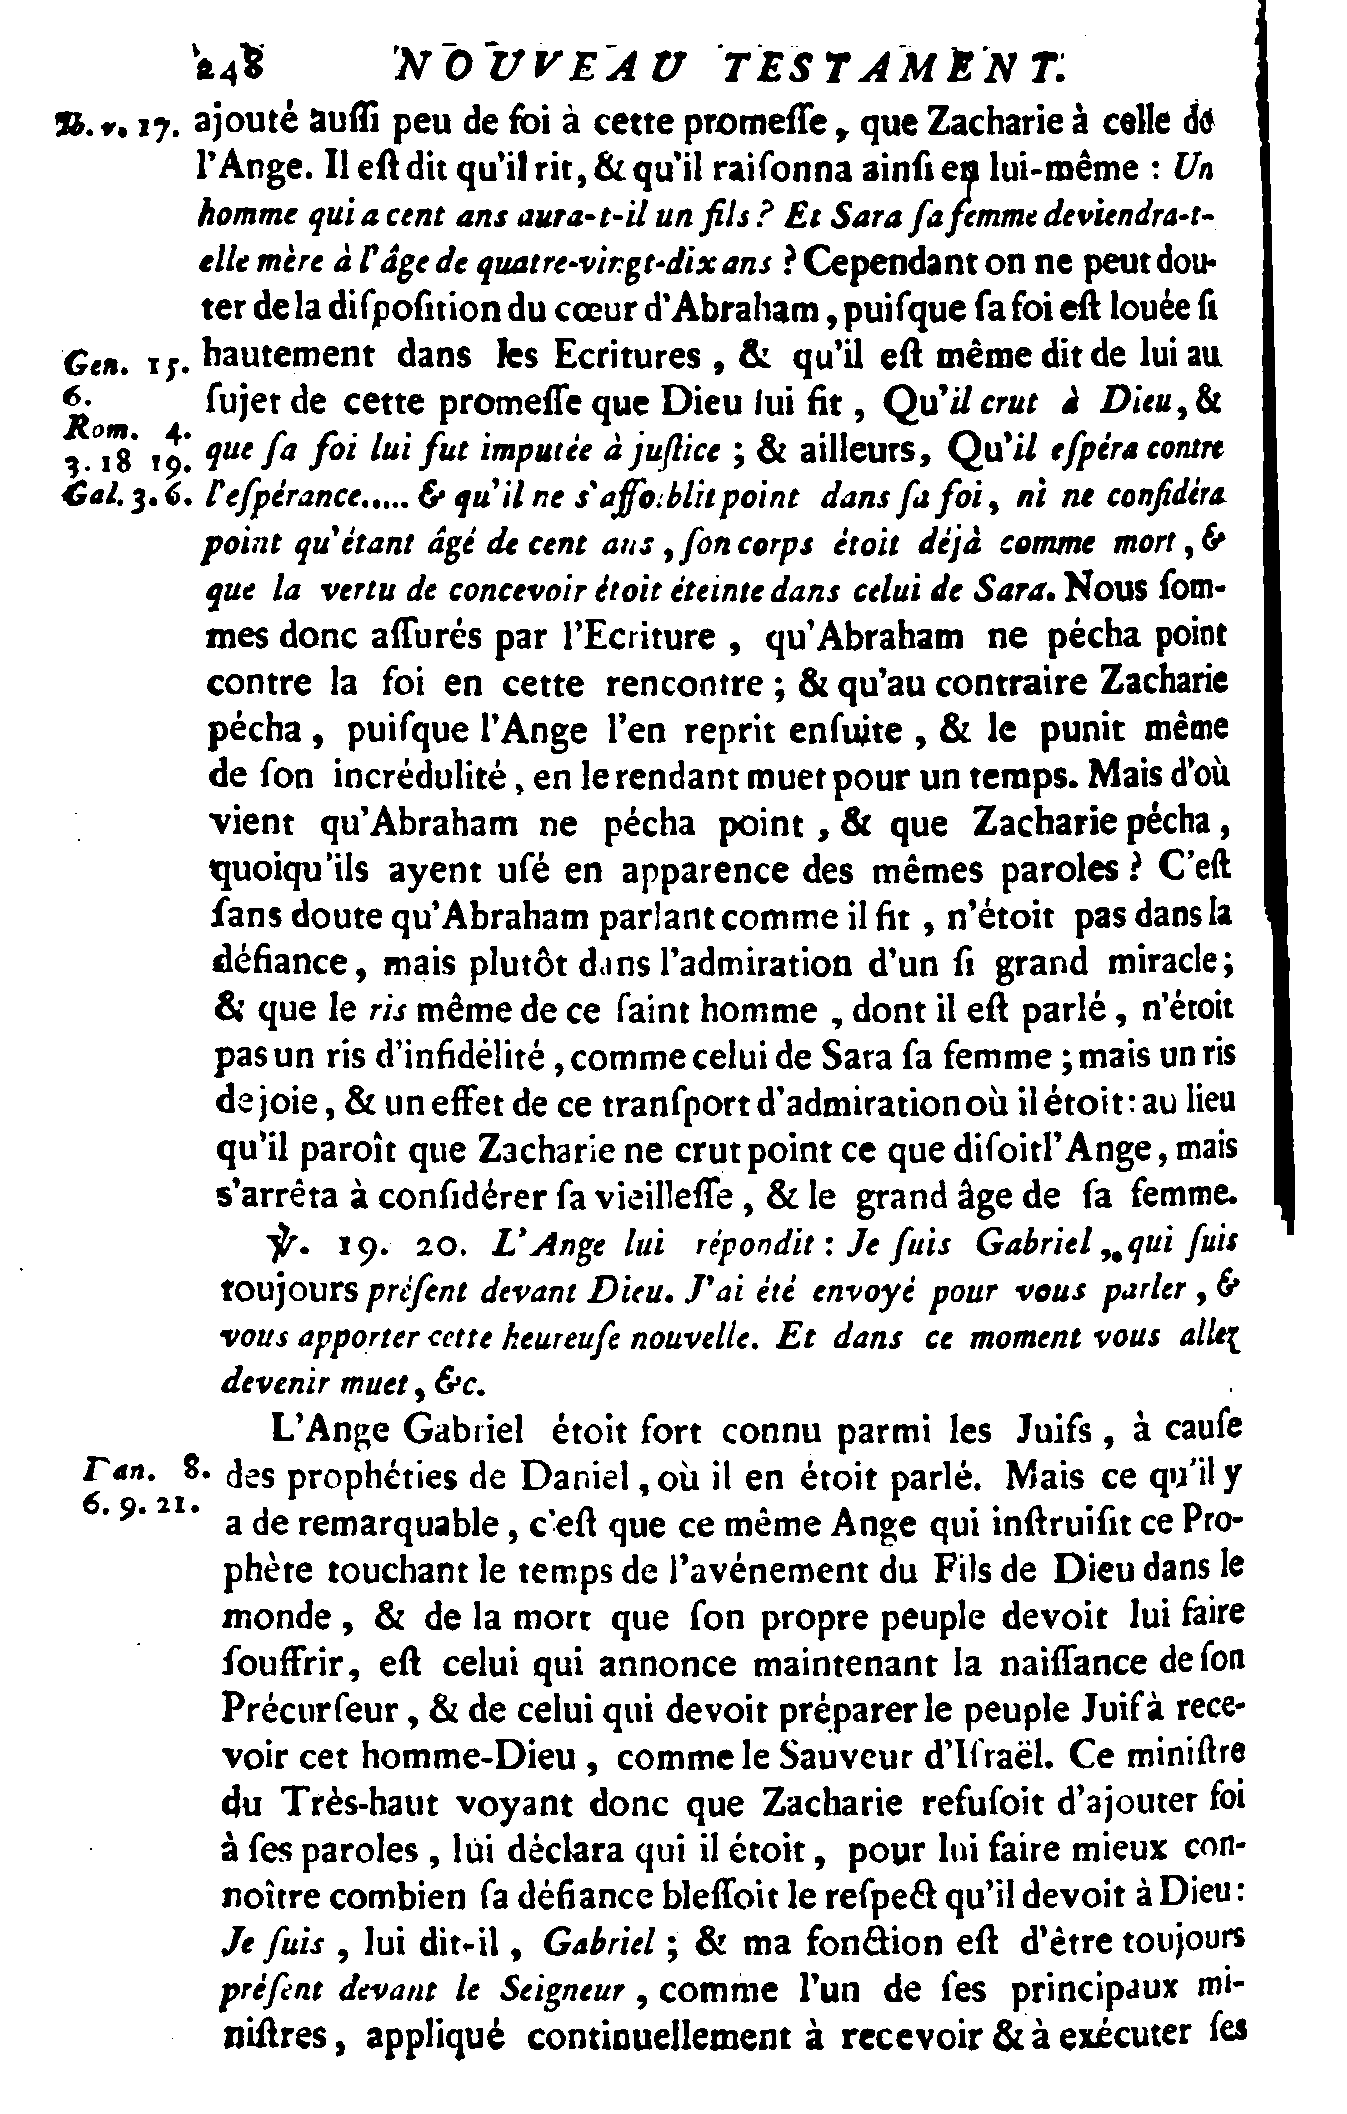 248 NOUVEAU TESTAMENT.
Ib. v. 17. ajouté auſſi peu de foi à cette promeſſe, que Zacharie à celle de
l'Ange. Il eſt dit qu'il rit, & qu'il raiſonna ainſi en lui-même : Un
homme qui a cent ans aura-t-il un fils ? Et Sara ſa femme deviendra-t-
elle mère à l'âge de quatre-vingt-dix ans ? Cependant on ne peut dou-
ter de la diſpoſition du cœur d'Abraham, puiſque ſa foi eſt louée ſi
Gen. 15. hautement dans les Ecritures, & qu'il eſt même dit de lui au
6. ſujet de cette promeſſe que Dieu lui fit, Qu'il crut à Dieu, &
Rom. 4.
3. 18 19. que ſa foi lui fut imputée à juſtice ; & ailleurs, Qu'il eſpéra contre
Gal. 3. 6. l'eſpérance..... & qu'il ne s'affoiblit point dans ſa foi, ni ne conſidéra
point qu'étant âgé de cent ans, ſon corps étoit déjà comme mort, &
que la vertu de concevoir étoit éteinte dans celui de Sara. Nous ſom-
mes donc aſſurés par l'Ecriture, qu'Abraham ne pécha point
contre la foi en cette rencontre ; & qu'au contraire Zacharie
pécha, puiſque l'Ange l'en reprit enſuite, & le punit même
de ſon incrédulité, en le rendant muet pour un temps. Mais d'où
vient qu'Abraham ne pécha point, & que Zacharie pécha,
quoiqu'ils ayent uſé en apparence des mêmes paroles ? C'eſt
ſans doute qu'Abraham parlant comme il fit, n'étoit pas dans la
défiance, mais plutôt dans l'admiration d'un ſi grand miracle ;
& que le ris même de ce ſaint homme, dont il eſt parlé, n'étoit
pas un ris d'infidélité, comme celui de Sara ſa femme ; mais un ris
de joie, & un effet de ce tranſport d'admiration où il étoit : au lieu
qu'il paroît que Zacharie ne crut point ce que diſoit l'Ange, mais
s'arrêta à conſidérer ſa vieilleſſe, & le grand âge de ſa femme.
℣. 19. 20. L'Ange lui répondit : Je ſuis Gabriel, qui ſuis
toujours préſent devant Dieu. J'ai été envoyé pour vous parler, &
vous apporter cette heureuſe nouvelle. Et dans ce moment vous allez
devenir muet, &c.
L'Ange Gabriel étoit fort connu parmi les Juifs, à cauſe
Dan. 8. des prophéties de Daniel, où il en étoit parlé. Mais ce qu'il y
6. 9. 21. a de remarquable, c'eſt que ce même Ange qui inſtruiſit ce Pro-
phète touchant le temps de l'avénement du Fils de Dieu dans le
monde, & de la mort que ſon propre peuple devoit lui faire
ſouffrir, eſt celui qui annonce maintenant la naiſſance de ſon
Précurſeur, & de celui qui devoit préparer le peuple Juif à rece-
voir cet homme-Dieu, comme le Sauveur d'Iſraël. Ce miniſtre
du Très-haut voyant donc que Zacharie refuſoit d'ajouter foi
à ſes paroles, lui déclara qui il étoit, pour lui faire mieux con-
noître combien ſa défiance bleſſoit le reſpect qu'il devoit à Dieu :
Je ſuis, lui dit-il, Gabriel ; & ma fonction eſt d'être toujours
préſent devant le Seigneur, comme l'un de ſes principaux mi-
niſtres, appliqué continuellement à recevoir & à exécuter ſes